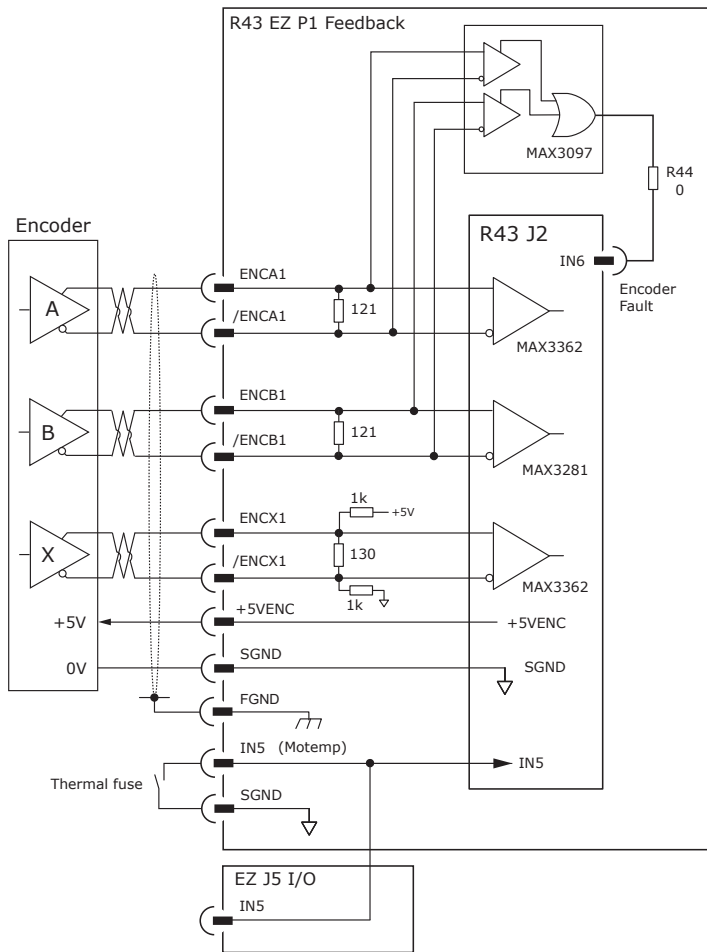 R43 EZ P1 Feedback
MAX3097
R44
0
Encoder
R43 J2
IN6
Encoder
Fault
A
ENCA1
/ENCA1
121
MAX3362
B
ENCB1
/ENCB1
121
MAX3281
X
ENCX1
/ENCX1
1k
+5V
130
1k
MAX3362
+5V
+5VENC
+5VENC
0V
SGND
SGND
FGND
IN5 (Motemp)
IN5
Thermal fuse
SGND
EZ J5 I/O
IN5